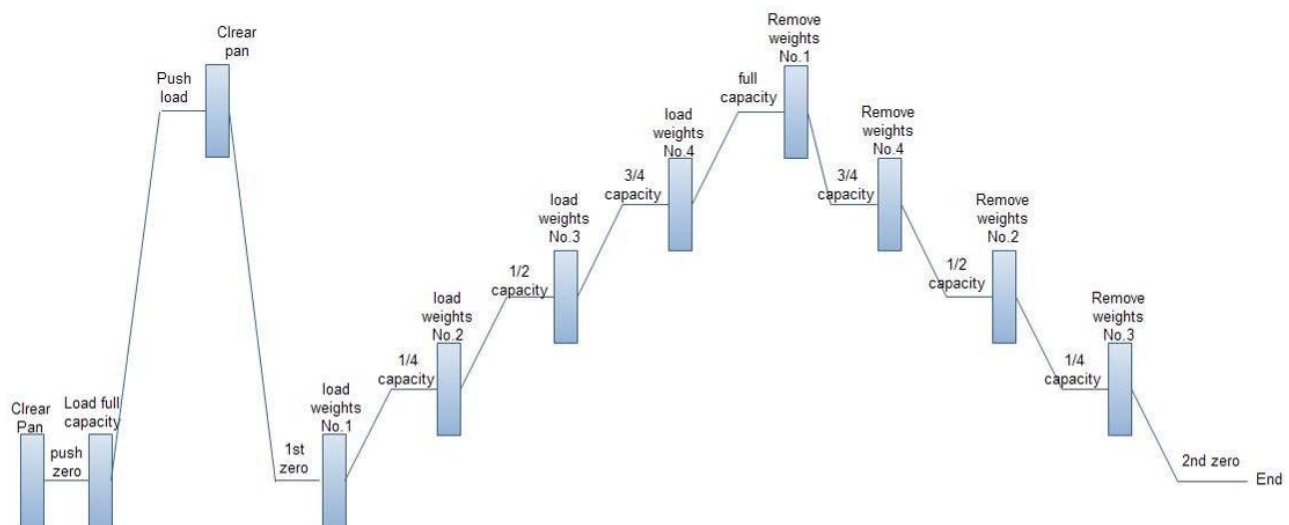 Clrear
Pan
push
zero
Load full
capacity
Push
load
Clrear
pan
1st
zero
load
weights
No.1
1/4
capacity
load
weights
No.2
1/2
capacity
load
weights
No.3
3/4
capacity
load
weights
No.4
full
capacity
Remove
weights
No.1
3/4
capacity
Remove
weights
No.4
1/2
capacity
Remove
weights
No.2
1/4
capacity
Remove
weights
No.3
2nd zero
End